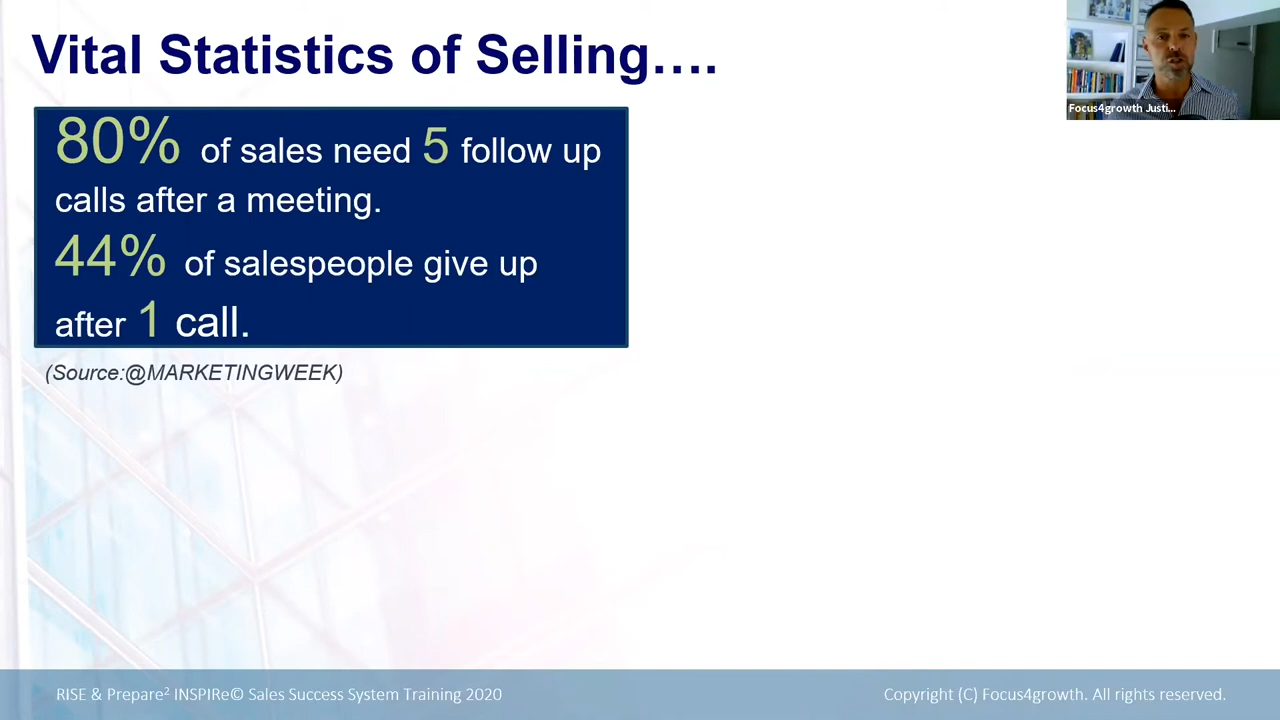 Vital Statistics of Selling….
Focus4growth Justi...
80% of sales need 5 follow up
calls after a meeting.
44% of salespeople give up
after 1 call.
(Source:@MARKETINGWEEK)
RISE & Prepare² INSPIRe© Sales Success System Training 2020
Copyright (C) Focus4growth. All rights reserved.